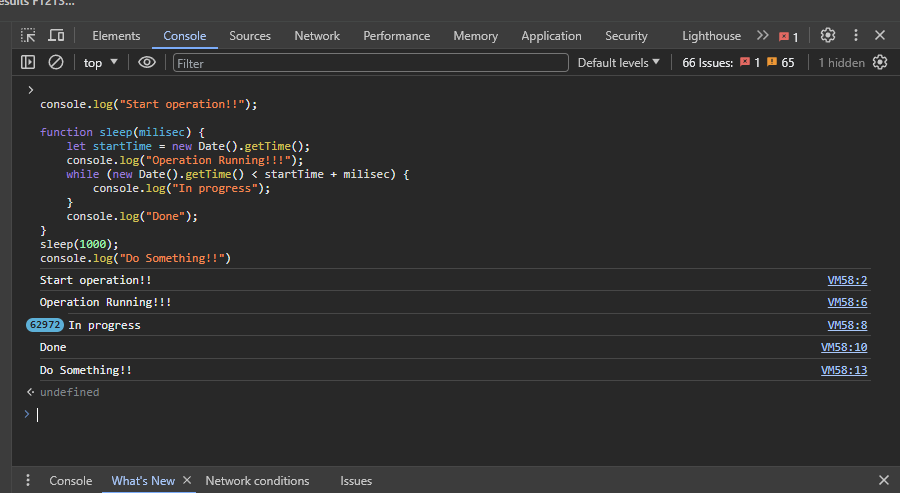 Elements Console Sources Network Performance Memory Application Security Lighthouse 1
top Filter Default levels 66 Issues: 1 65 1 hidden
console.log("Start operation!!");
function sleep(milisec) {
let startTime = new Date().getTime();
console.log("Operation Running!!!");
while (new Date().getTime() < startTime + milisec) {
console.log("In progress");
}
console.log("Done");
}
sleep(1000);
console.log("Do Something!!")
Start operation!! VM58:2
Operation Running!!! VM58:6
62972 In progress VM58:8
Done VM58:10
Do Something!! VM58:13
undefined
Console What's New Network conditions Issues